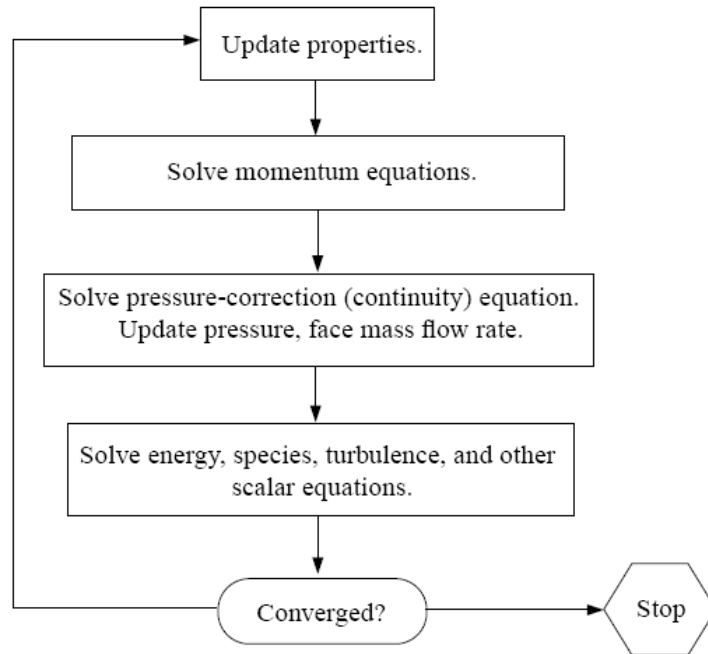 Update properties.
Solve momentum equations.
Solve pressure-correction (continuity) equation.
Update pressure, face mass flow rate.
Solve energy, species, turbulence, and other
scalar equations.
Converged?
Stop